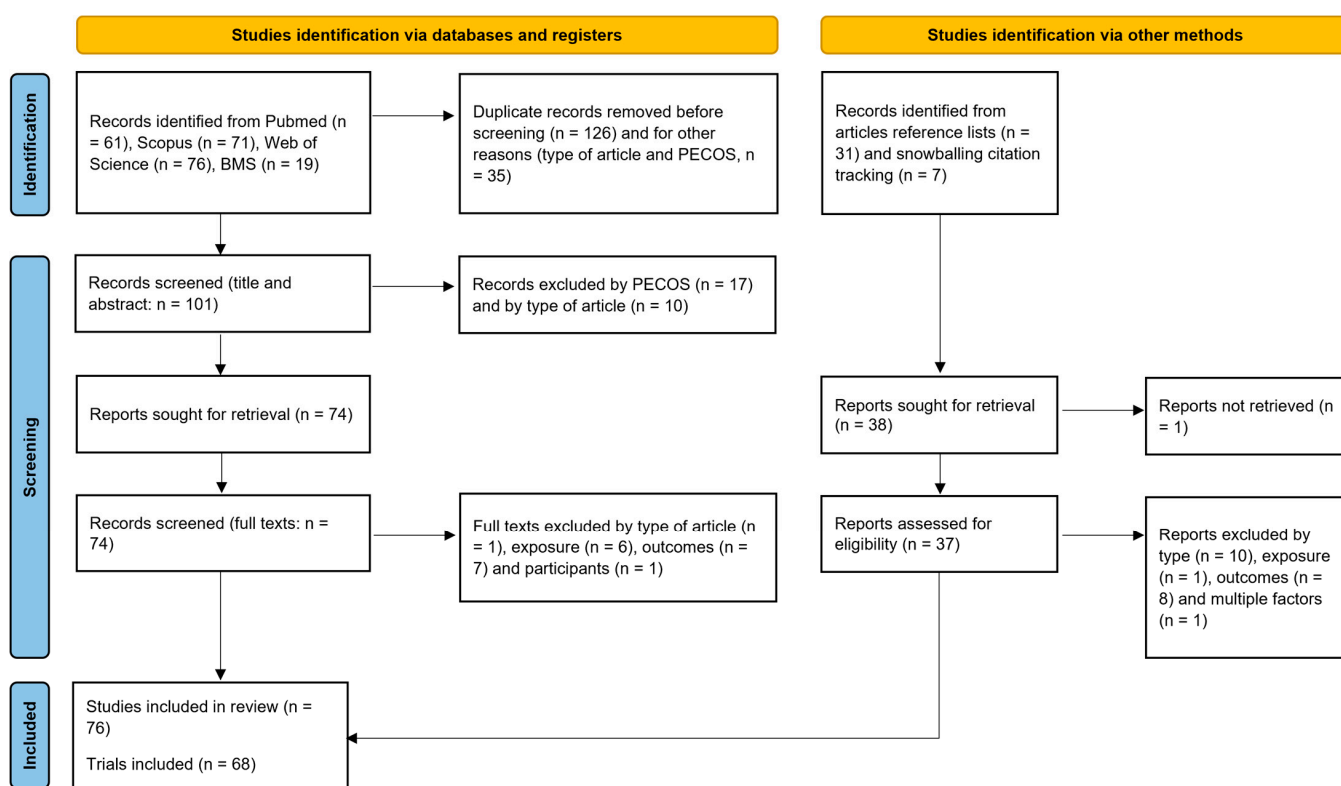 Studies identification via databases and registers
Studies identification via other methods
Identification
Records identified from Pubmed (n
= 61), Scopus (n = 71), Web of
Science (n = 76), BMS (n = 19)
Duplicate records removed before
screening (n = 126) and for other
reasons (type of article and PECOS, n
= 35)
Records identified from
articles reference lists (n =
31) and snowballing citation
tracking (n = 7)
Screening
Records screened (title and
abstract: n = 101)
Records excluded by PECOS (n = 17)
and by type of article (n = 10)
Reports sought for retrieval (n = 74)
Reports sought for retrieval
(n = 38)
Reports not retrieved (n
= 1)
Records screened (full texts: n =
74)
Full texts excluded by type of article (n
= 1), exposure (n = 6), outcomes (n =
7) and participants (n = 1)
Reports assessed for
eligibility (n = 37)
Reports excluded by
type (n = 10), exposure
(n = 1), outcomes (n =
8) and multiple factors
(n = 1)
Included
Studies included in review (n =
76)
Trials included (n = 68)